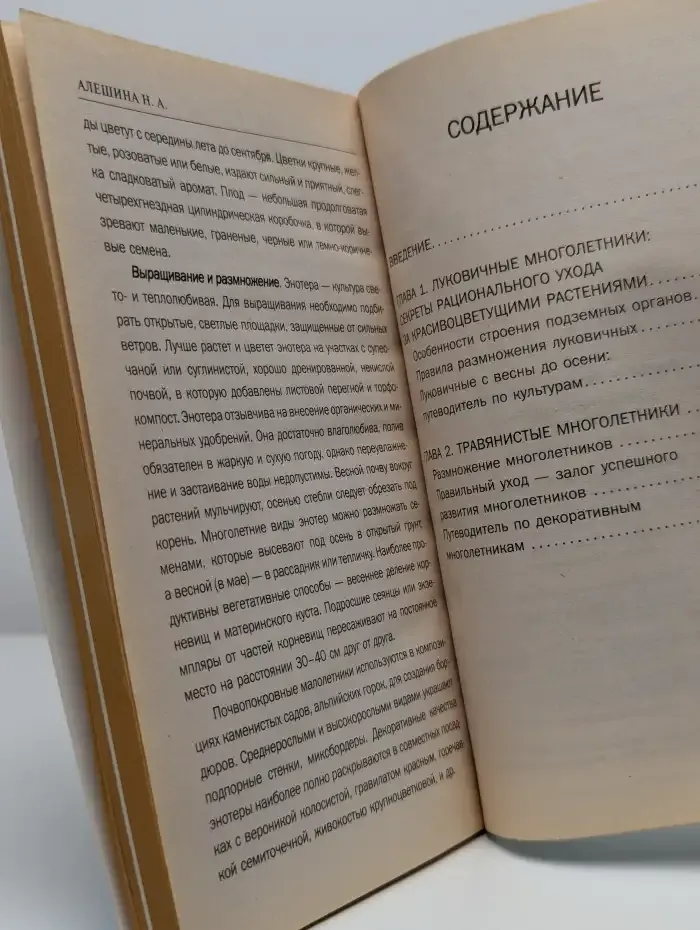 АЛЕШИНА Н. А.
ды цветут с середины лета до сентября. Цветки крупные, жел-
тые, розоватые или белые, издают сильный и приятный, слег-
ка сладковатый аромат. Плод — небольшая продолговатая
четырехгнездная цилиндрическая коробочка, в которой вы-
зревают маленькие, граненые, черные или темно-коричне-
вые семена.
Выращивание и размножение. Энотера — культура све-
то- и теплолюбивая. Для выращивания необходимо подби-
рать открытые, светлые площадки, защищенные от сильных
ветров. Лучше растет и цветет энотера на участках с супес-
чаной или суглинистой, хорошо дренированной, некислой
почвой, в которую добавлены листовой перегной и торфо-
компост. Энотера отзывчива на внесение органических и ми-
неральных удобрений. Она достаточно влаголюбива, полив
обязателен в жаркую и сухую погоду, однако переувлажне-
ние и застаивание воды недопустимы. Весной почву вокруг
растений мульчируют, осенью стебли следует обрезать под
корень. Многолетние виды энотер можно размножать се-
менами, которые высевают под осень в открытый грунт,
а весной (в мае) — в рассадник или тепличку. Наиболее про-
дуктивны вегетативные способы — весеннее деление кор-
невищ и материнского куста. Подросшие сеянцы или экзе-
мпляры от частей корневищ пересаживают на постоянное
место на расстоянии 30–40 см друг от друга.
Почвопокровные малолетники используются в компози-
циях каменистых садов, альпийских горок, для создания бор-
дюров. Среднерослыми и высокорослыми видами украшают
подпорные стенки, миксбордеры. Декоративные качества
энотеры наиболее полно раскрываются в совместных посад-
ках с вероникой колосистой, гравилатом красным, горечав-
кой семиточечной, живокостью крупноцветковой, и др.
СОДЕРЖАНИЕ
ВВЕДЕНИЕ
ГЛАВА 1. ЛУКОВИЧНЫЕ МНОГОЛЕТНИКИ:
СЕКРЕТЫ РАЦИОНАЛЬНОГО УХОДА
ЗА КРАСИВОЦВЕТУЩИМИ РАСТЕНИЯМИ
Особенности строения подземных органов
Правила размножения луковичных
Луковичные с весны до осени:
путеводитель по культурам
ГЛАВА 2. ТРАВЯНИСТЫЕ МНОГОЛЕТНИКИ
Размножение многолетников
Правильный уход — залог успешного
развития многолетников
Путеводитель по декоративным
многолетникам